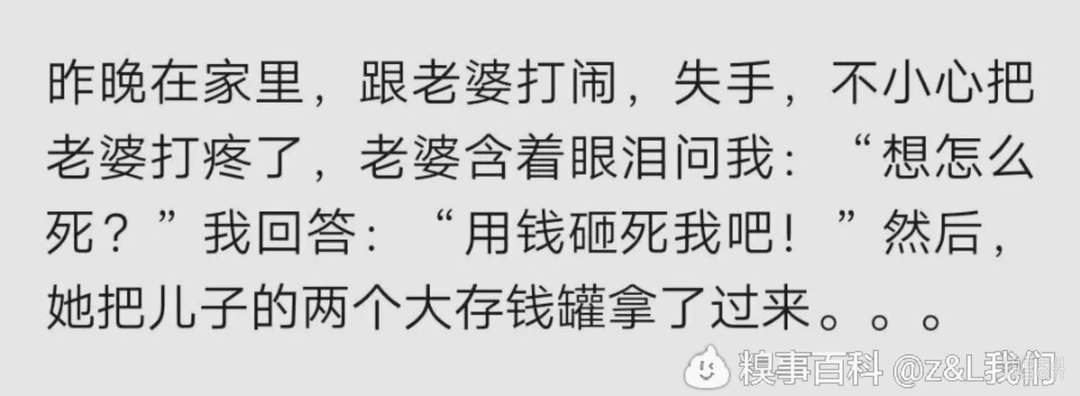 昨晚在家里，跟老婆打闹，失手，不小心把
老婆打疼了，老婆含着眼泪问我：“想怎么
死？”我回答：“用钱砸死我吧！”然后，
她把儿子的两个大存钱罐拿了过来。。。
糗事百科 @z&L我们